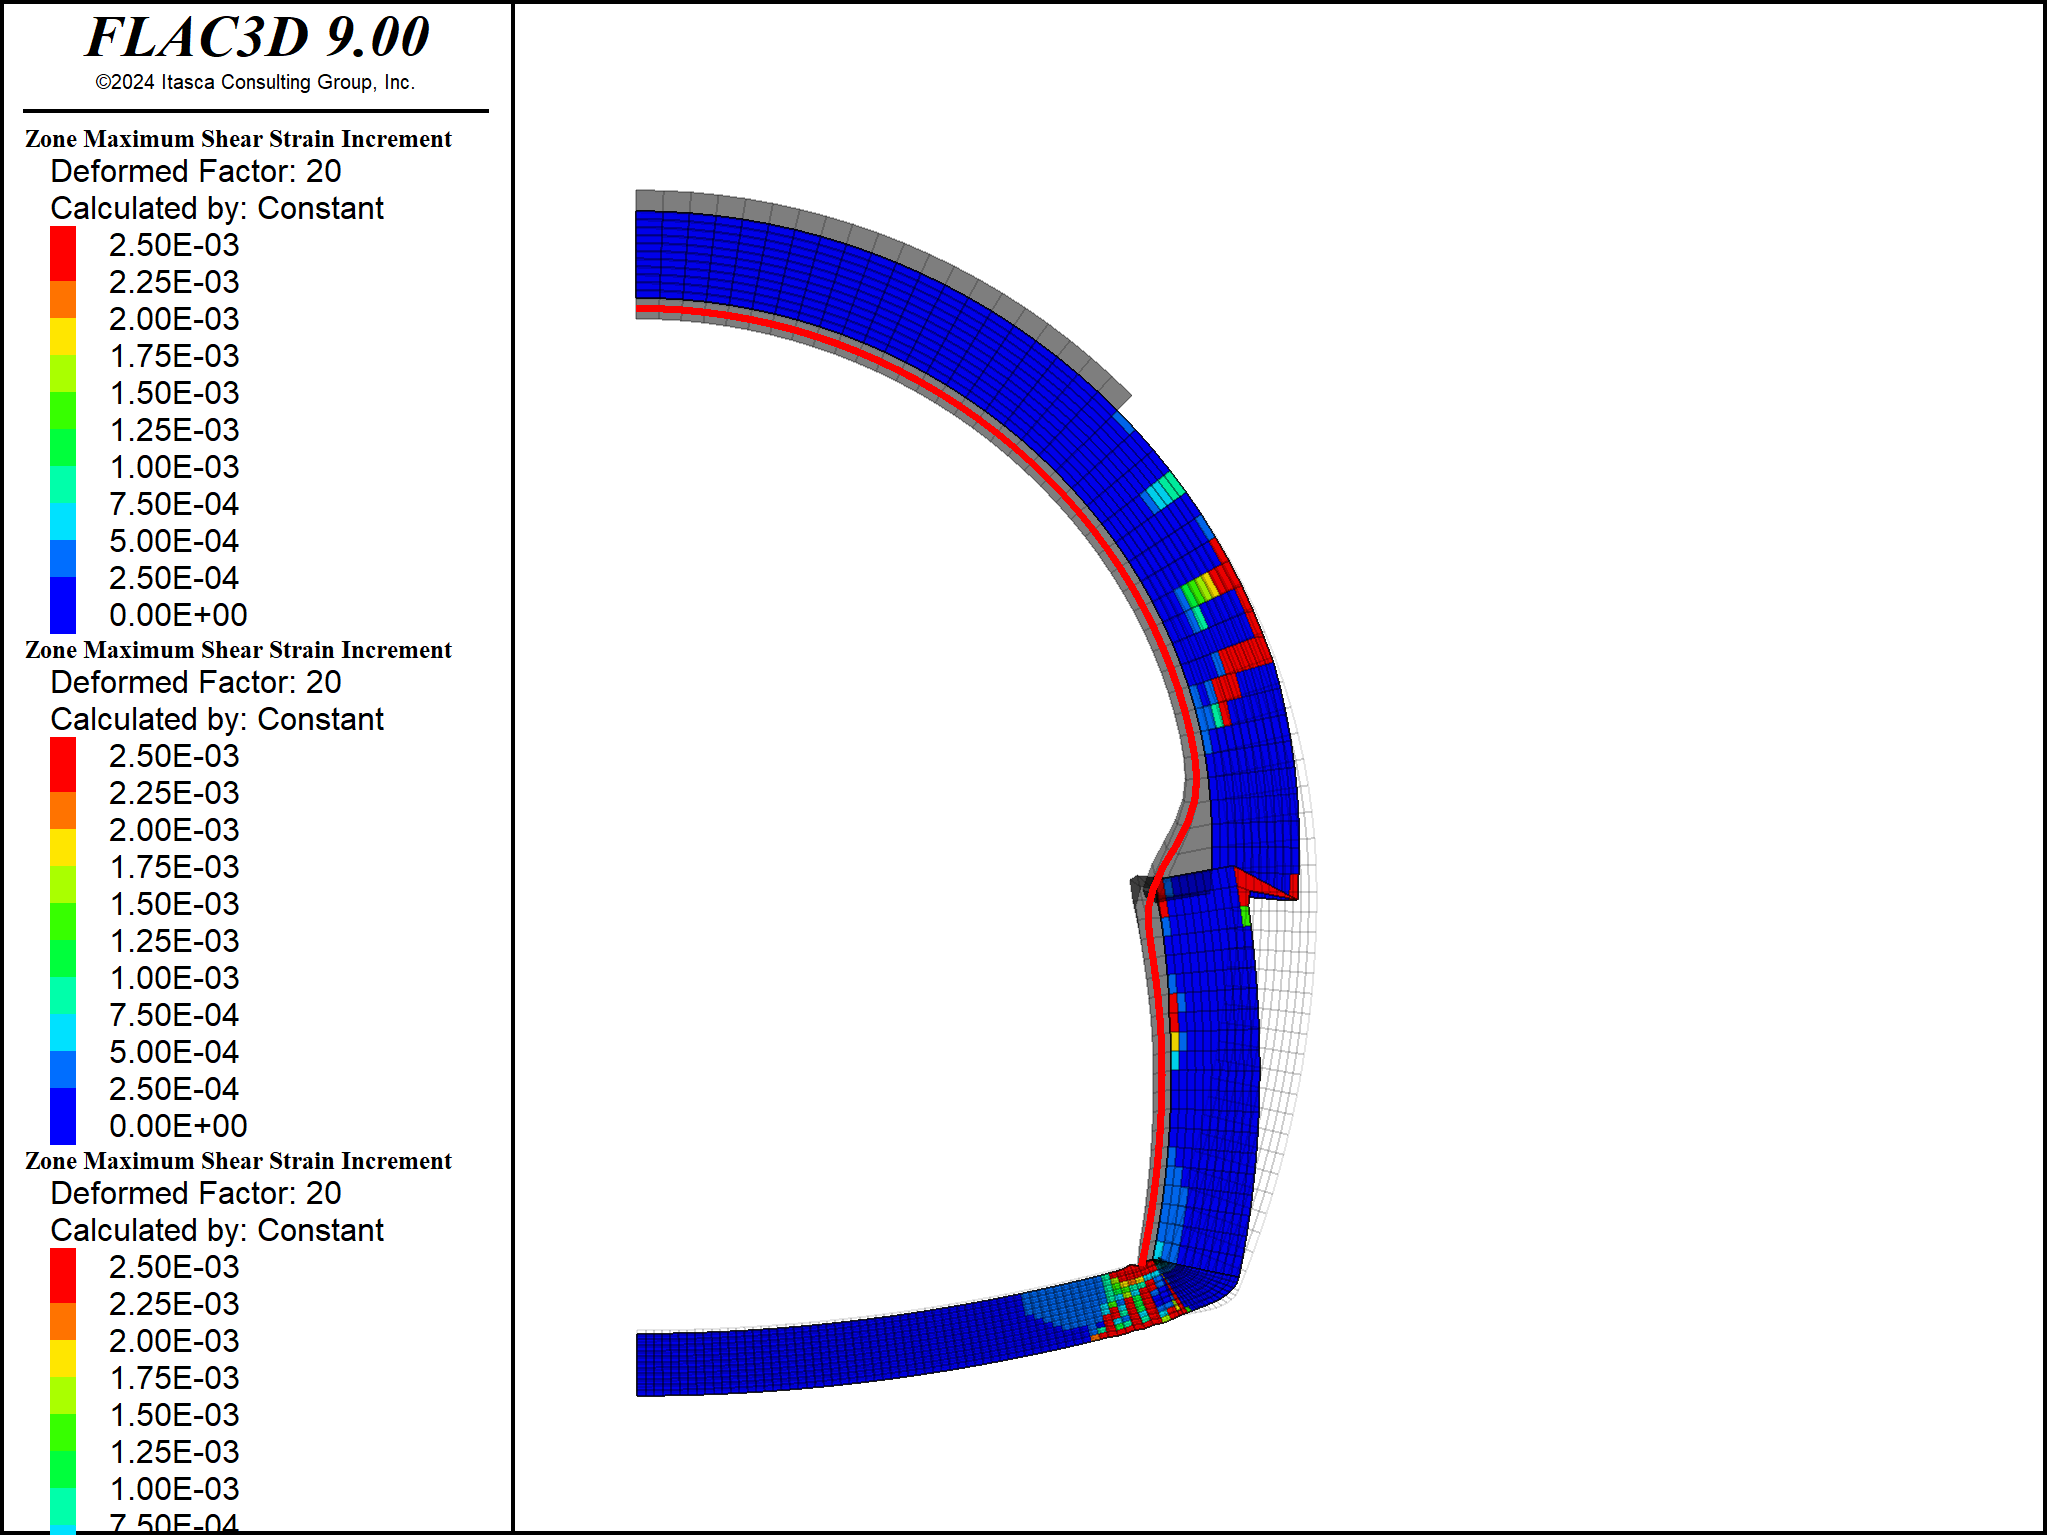 FLAC3D 9.00
©2024 Itasca Consulting Group, Inc.
Zone Maximum Shear Strain Increment
Deformed Factor: 20
Calculated by: Constant
2.50E-03
2.25E-03
2.00E-03
1.75E-03
1.50E-03
1.25E-03
1.00E-03
7.50E-04
5.00E-04
2.50E-04
0.00E+00
Zone Maximum Shear Strain Increment
Deformed Factor: 20
Calculated by: Constant
2.50E-03
2.25E-03
2.00E-03
1.75E-03
1.50E-03
1.25E-03
1.00E-03
7.50E-04
5.00E-04
2.50E-04
0.00E+00
Zone Maximum Shear Strain Increment
Deformed Factor: 20
Calculated by: Constant
2.50E-03
2.25E-03
2.00E-03
1.75E-03
1.50E-03
1.25E-03
1.00E-03
7.50E-04